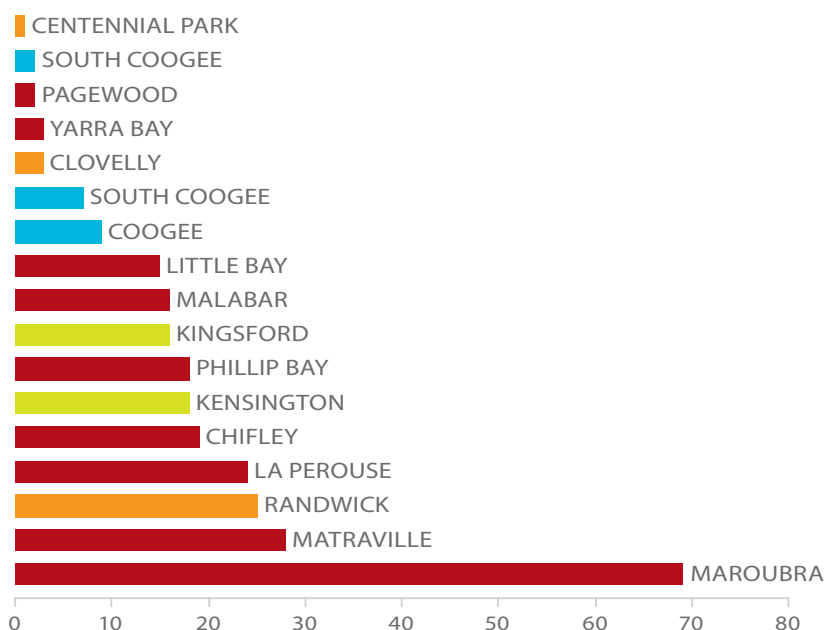 CENTENNIAL PARK
SOUTH COOGEE
PAGEWOOD
YARRA BAY
CLOVELLY
SOUTH COOGEE
COOGEE
LITTLE BAY
MALABAR
KINGSFORD
PHILLIP BAY
KENSINGTON
CHIFLEY
LA PEROUSE
RANDWICK
MATRAVILLE
MAROUBRA
0 10 20 30 40 50 60 70 80